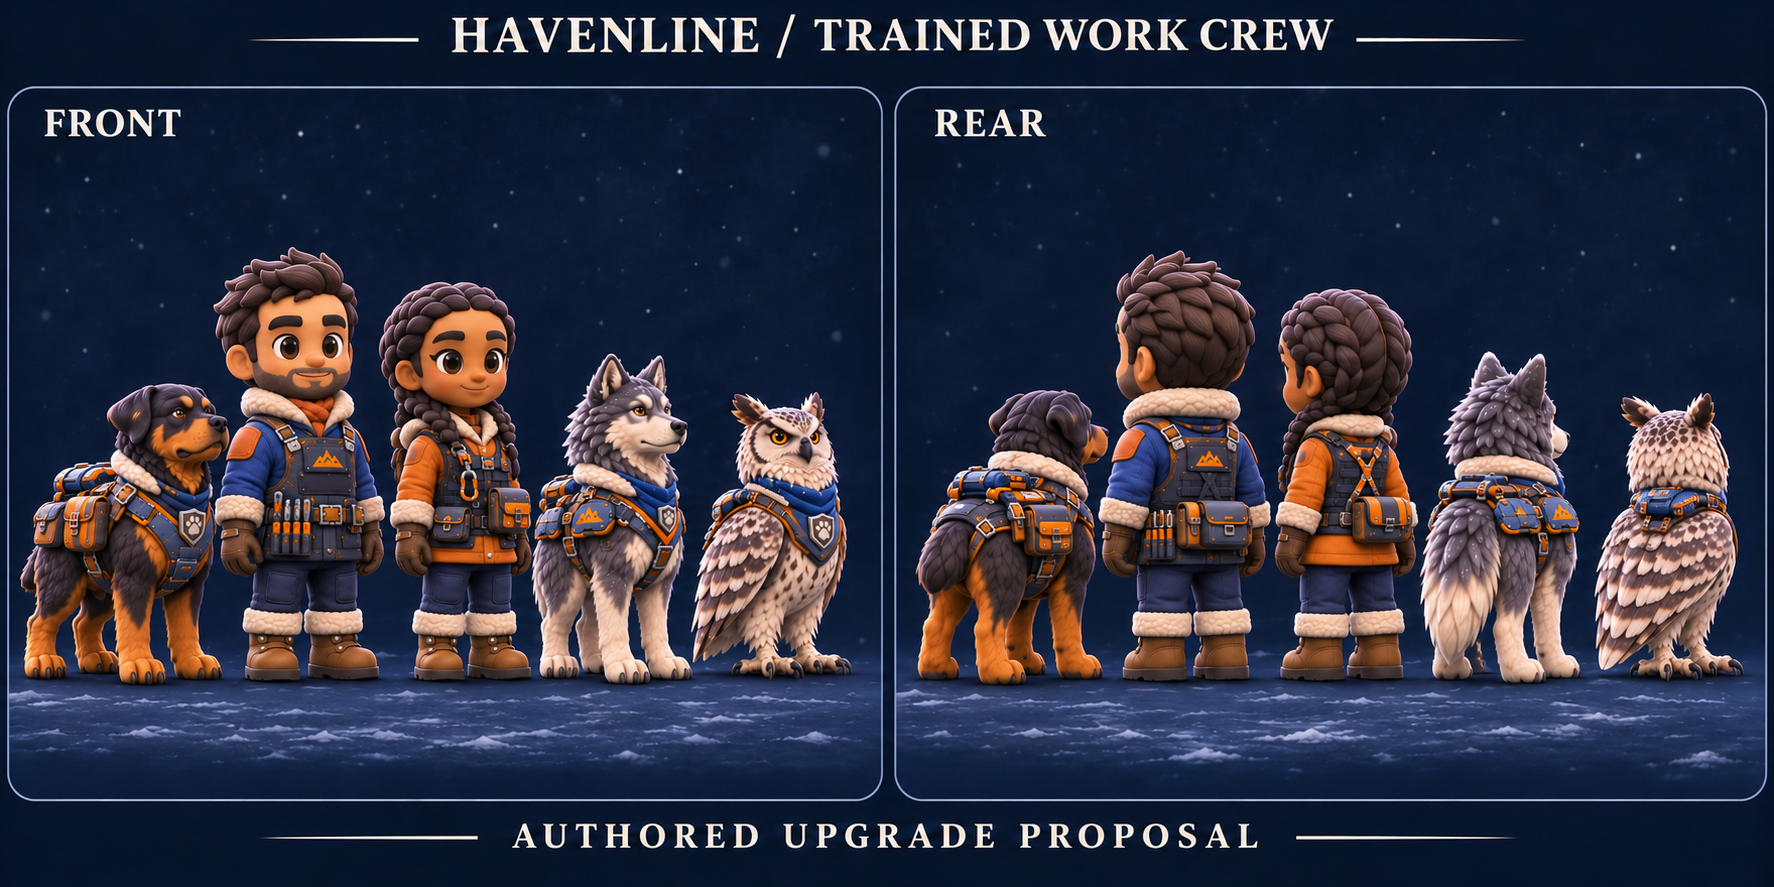 HAVENLINE / TRAINED WORK CREW
FRONT
REAR
AUTHORED UPGRADE PROPOSAL